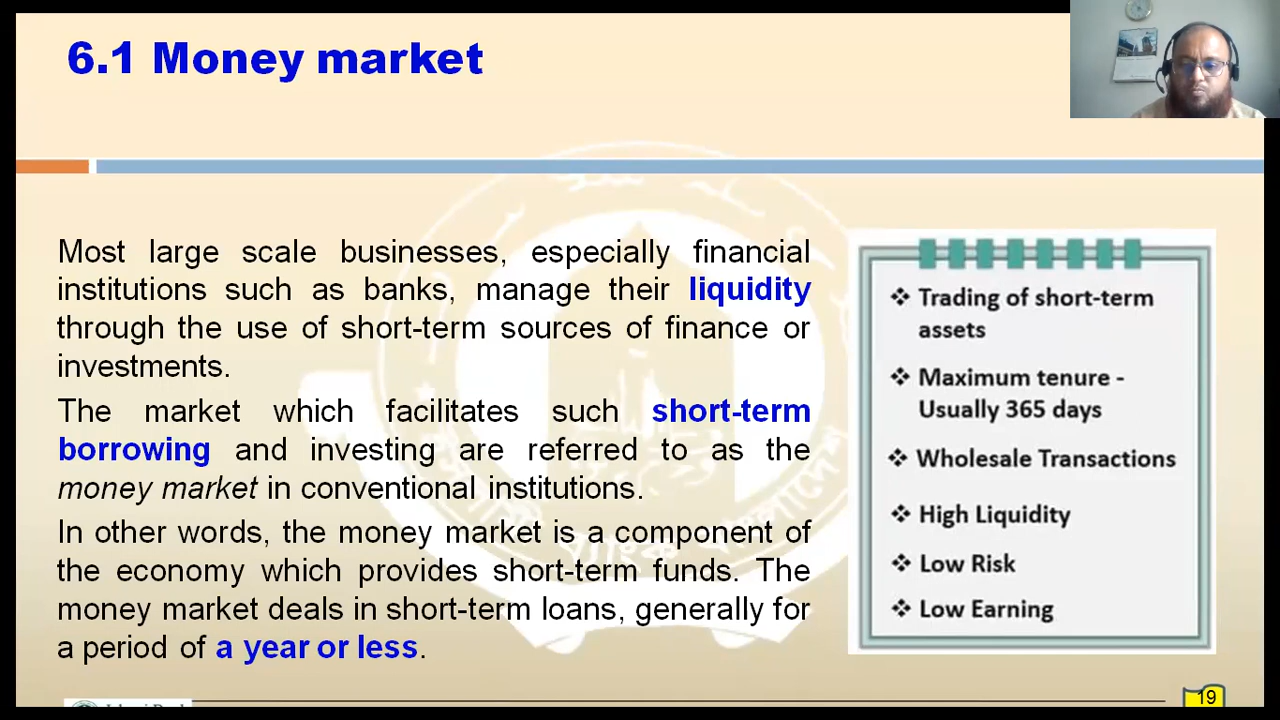 6.1 Money market
Most large scale businesses, especially financial
institutions such as banks, manage their liquidity
through the use of short-term sources of finance or
investments.
The market which facilitates such short-term
borrowing and investing are referred to as the
money market in conventional institutions.
In other words, the money market is a component of
the economy which provides short-term funds. The
money market deals in short-term loans, generally for
a period of a year or less.
❖ Trading of short-term
assets
❖ Maximum tenure -
Usually 365 days
❖ Wholesale Transactions
❖ High Liquidity
❖ Low Risk
❖ Low Earning
19